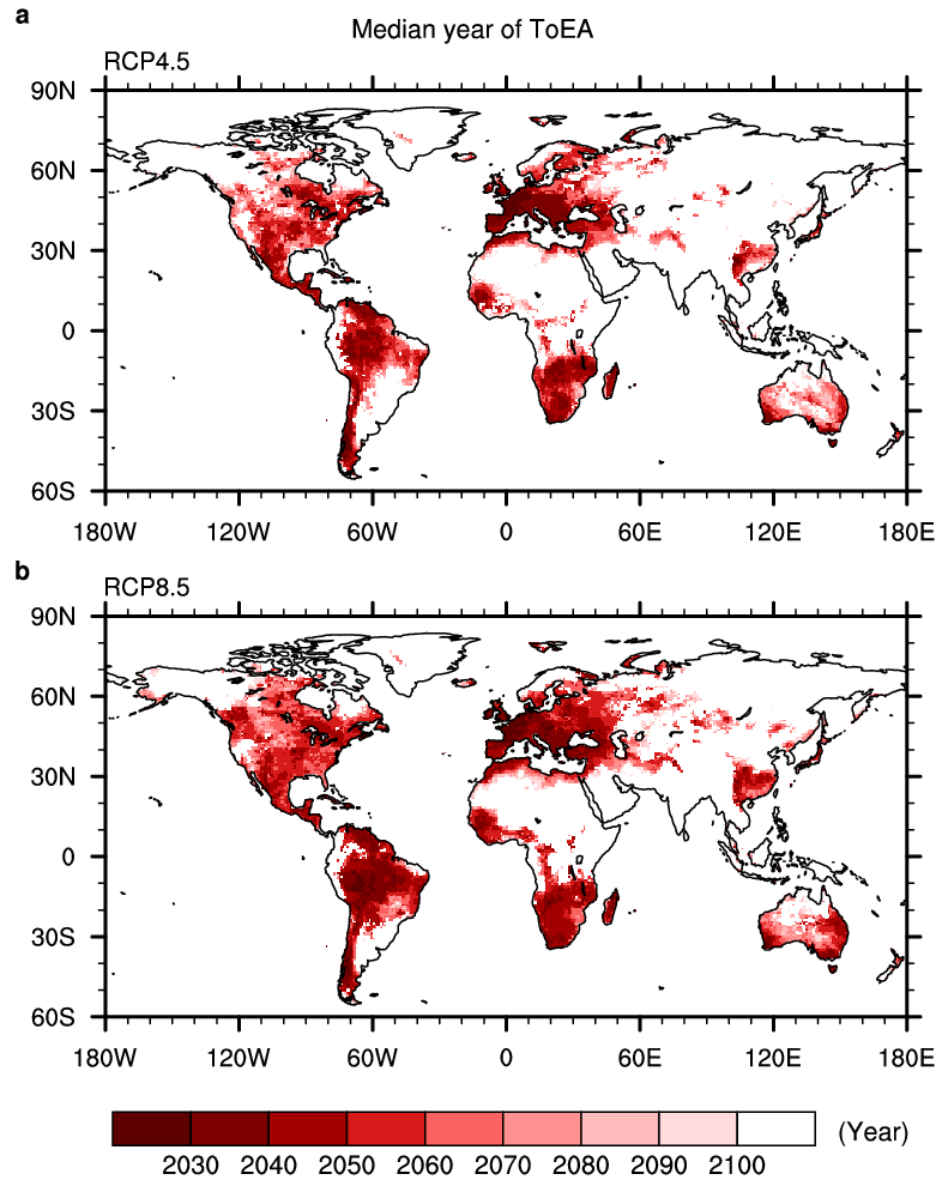 a
Median year of ToEA
RCP4.5
90N
60N
30N
0
30S
60S
180W 120W 60W 0 60E 120E 180E
b
RCP8.5
90N
60N
30N
0
30S
60S
180W 120W 60W 0 60E 120E 180E
(Year)
2030 2040 2050 2060 2070 2080 2090 2100